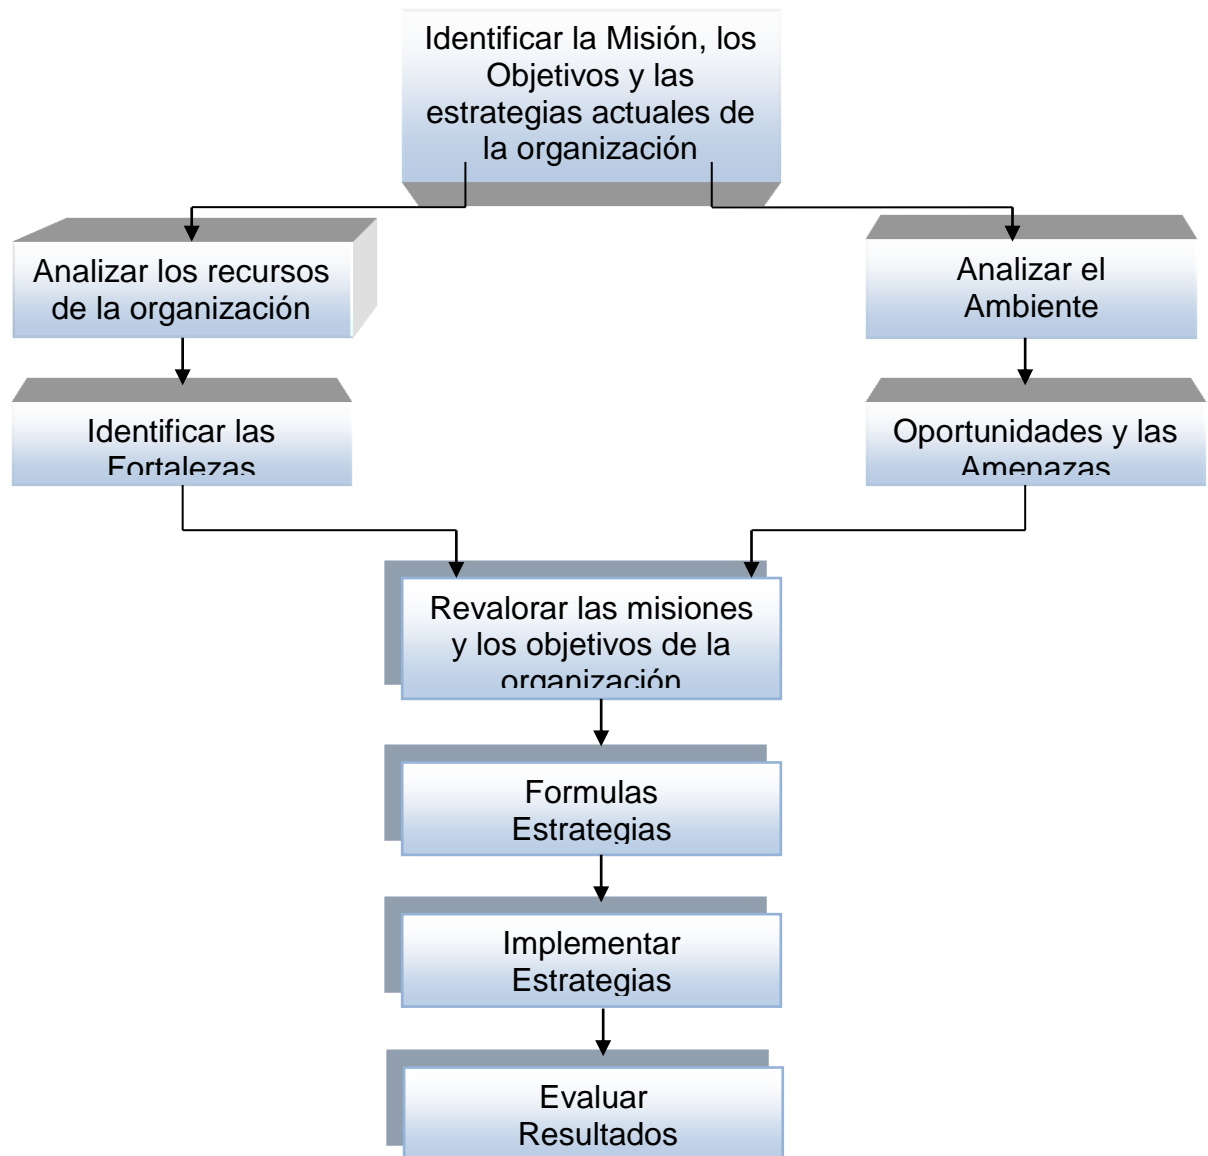 Identificar la Misión, los
Objetivos y las
estrategias actuales de
la organización
Analizar los recursos
de la organización
Analizar el
Ambiente
Identificar las
Fortalezas
Oportunidades y las
Amenazas
Revalorar las misiones
y los objetivos de la
organización
Formulas
Estrategias
Implementar
Estrategias
Evaluar
Resultados